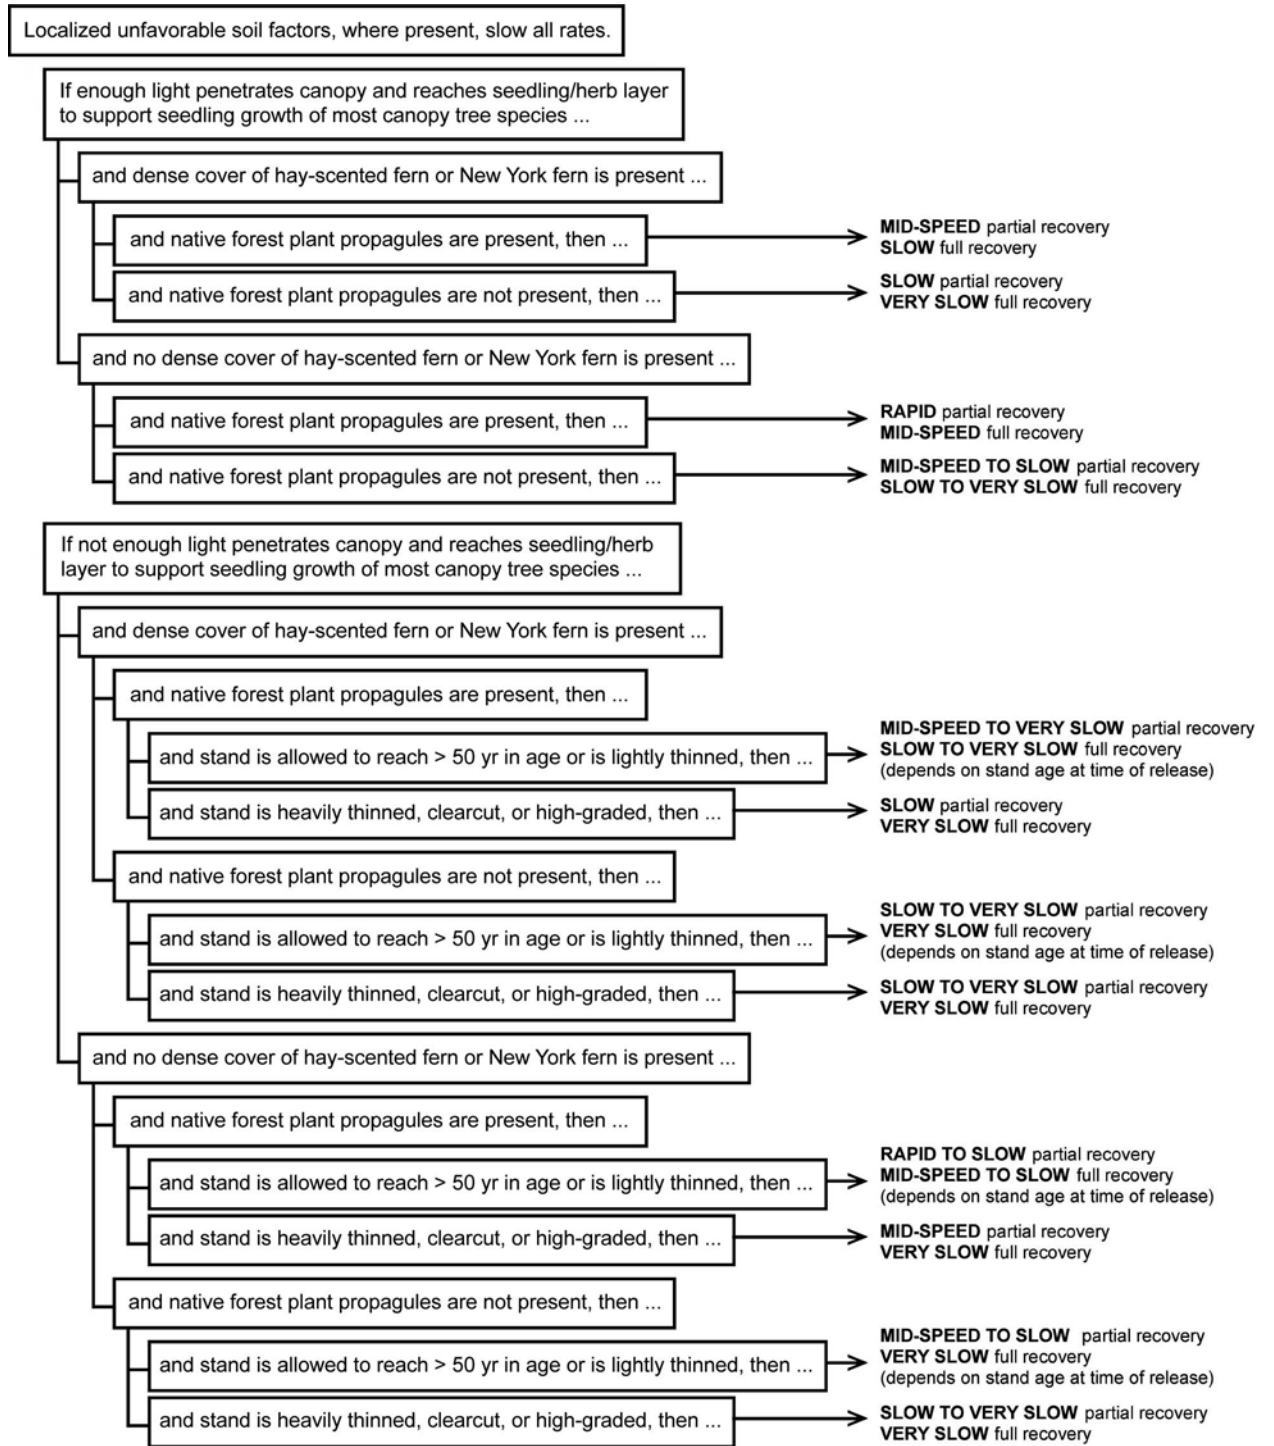 Localized unfavorable soil factors, where present, slow all rates.
If enough light penetrates canopy and reaches seedling/herb layer
to support seedling growth of most canopy tree species ...
and dense cover of hay-scented fern or New York fern is present ...
and native forest plant propagules are present, then ...
MID-SPEED partial recovery
SLOW full recovery
and native forest plant propagules are not present, then ...
SLOW partial recovery
VERY SLOW full recovery
and no dense cover of hay-scented fern or New York fern is present ...
and native forest plant propagules are present, then ...
RAPID partial recovery
MID-SPEED full recovery
and native forest plant propagules are not present, then ...
MID-SPEED TO SLOW partial recovery
SLOW TO VERY SLOW full recovery
If not enough light penetrates canopy and reaches seedling/herb
layer to support seedling growth of most canopy tree species ...
and dense cover of hay-scented fern or New York fern is present ...
and native forest plant propagules are present, then ...
and stand is allowed to reach > 50 yr in age or is lightly thinned, then ...
MID-SPEED TO VERY SLOW partial recovery
SLOW TO VERY SLOW full recovery
(depends on stand age at time of release)
and stand is heavily thinned, clearcut, or high-graded, then ...
SLOW partial recovery
VERY SLOW full recovery
and native forest plant propagules are not present, then ...
and stand is allowed to reach > 50 yr in age or is lightly thinned, then ...
SLOW TO VERY SLOW partial recovery
VERY SLOW full recovery
(depends on stand age at time of release)
and stand is heavily thinned, clearcut, or high-graded, then ...
SLOW TO VERY SLOW partial recovery
VERY SLOW full recovery
and no dense cover of hay-scented fern or New York fern is present ...
and native forest plant propagules are present, then ...
and stand is allowed to reach > 50 yr in age or is lightly thinned, then ...
RAPID TO SLOW partial recovery
MID-SPEED TO SLOW full recovery
(depends on stand age at time of release)
and stand is heavily thinned, clearcut, or high-graded, then ...
MID-SPEED partial recovery
VERY SLOW full recovery
and native forest plant propagules are not present, then ...
and stand is allowed to reach > 50 yr in age or is lightly thinned, then ...
MID-SPEED TO SLOW partial recovery
VERY SLOW full recovery
(depends on stand age at time of release)
and stand is heavily thinned, clearcut, or high-graded, then ...
SLOW TO VERY SLOW partial recovery
VERY SLOW full recovery